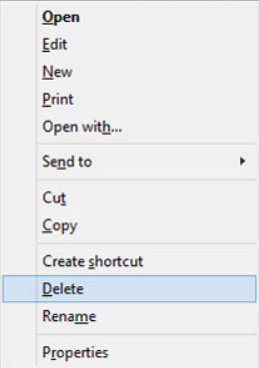 Open
Edit
New
Print
Open with...
Send to
Cut
Copy
Create shortcut
Delete
Rename
Properties